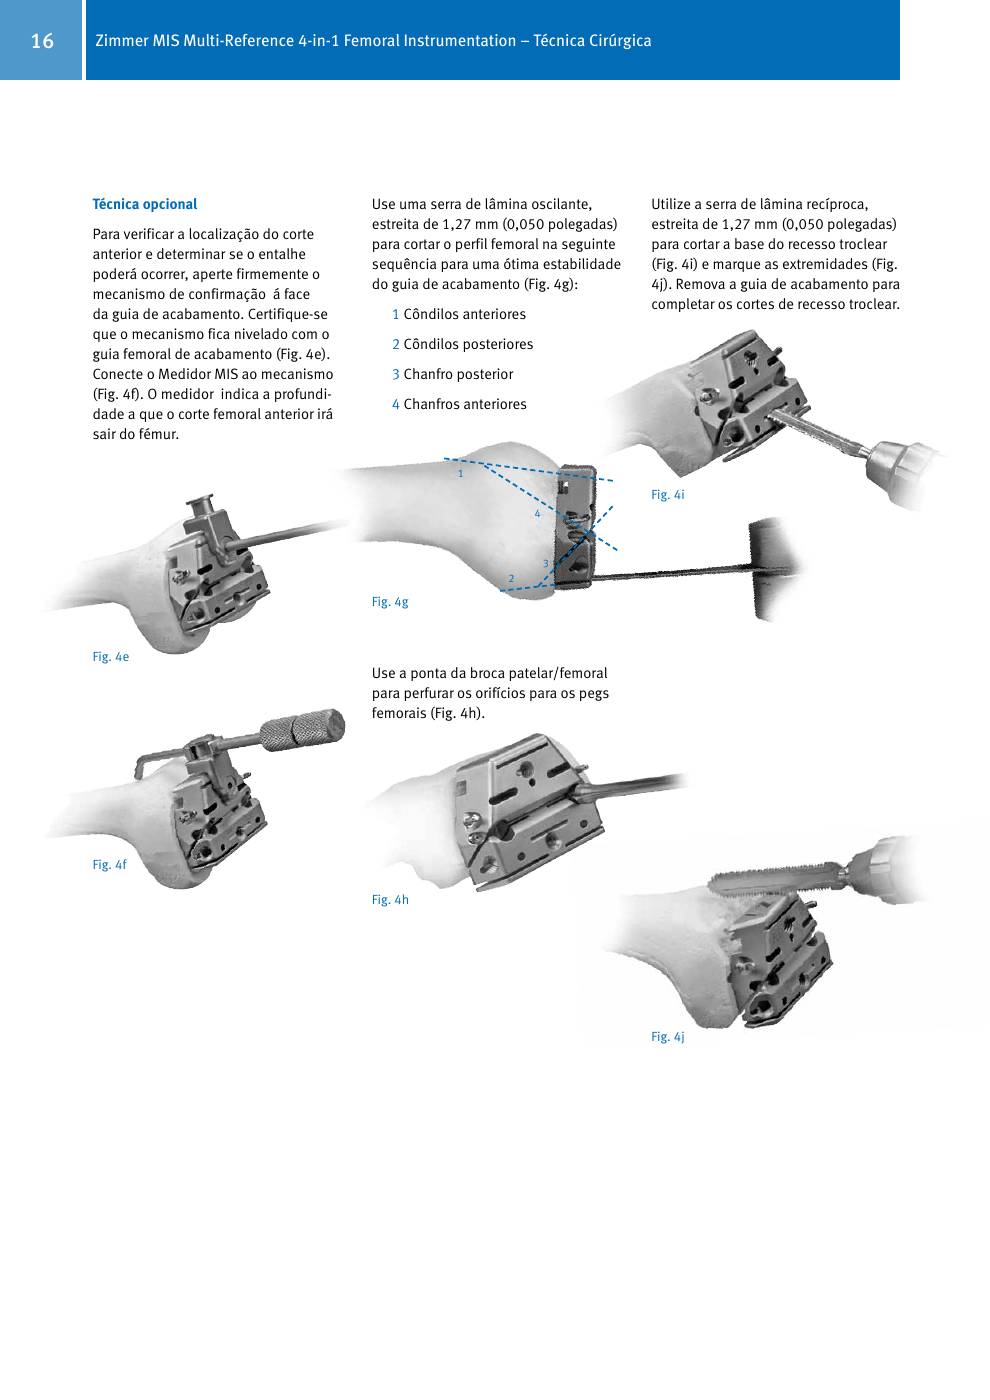 16
Zimmer MIS Multi-Reference 4-in-1 Femoral Instrumentation – Técnica Cirúrgica
Técnica opcional
Para verificar a localização do corte
anterior e determinar se o entalhe
poderá ocorrer, aperte firmemente o
mecanismo de confirmação  á face
da guia de acabamento. Certifique-se
que o mecanismo fica nivelado com o
guia femoral de acabamento (Fig. 4e).
Conecte o Medidor MIS ao mecanismo
(Fig. 4f). O medidor  indica a profundi-
dade a que o corte femoral anterior irá
sair do fémur.
Fig. 4e
Fig. 4f
Use uma serra de lâmina oscilante,
estreita de 1,27 mm (0,050 polegadas)
para cortar o perfil femoral na seguinte
sequência para uma ótima estabilidade
do guia de acabamento (Fig. 4g):
1 Côndilos anteriores
2 Côndilos posteriores
3 Chanfro posterior
4 Chanfros anteriores
1
4
3
2
Fig. 4g
Use a ponta da broca patelar/femoral
para perfurar os orifícios para os pegs
femorais (Fig. 4h).
Fig. 4h
Utilize a serra de lâmina recíproca,
estreita de 1,27 mm (0,050 polegadas)
para cortar a base do recesso troclear
(Fig. 4i) e marque as extremidades (Fig.
4j). Remova a guia de acabamento para
completar os cortes de recesso troclear.
Fig. 4i
Fig. 4j